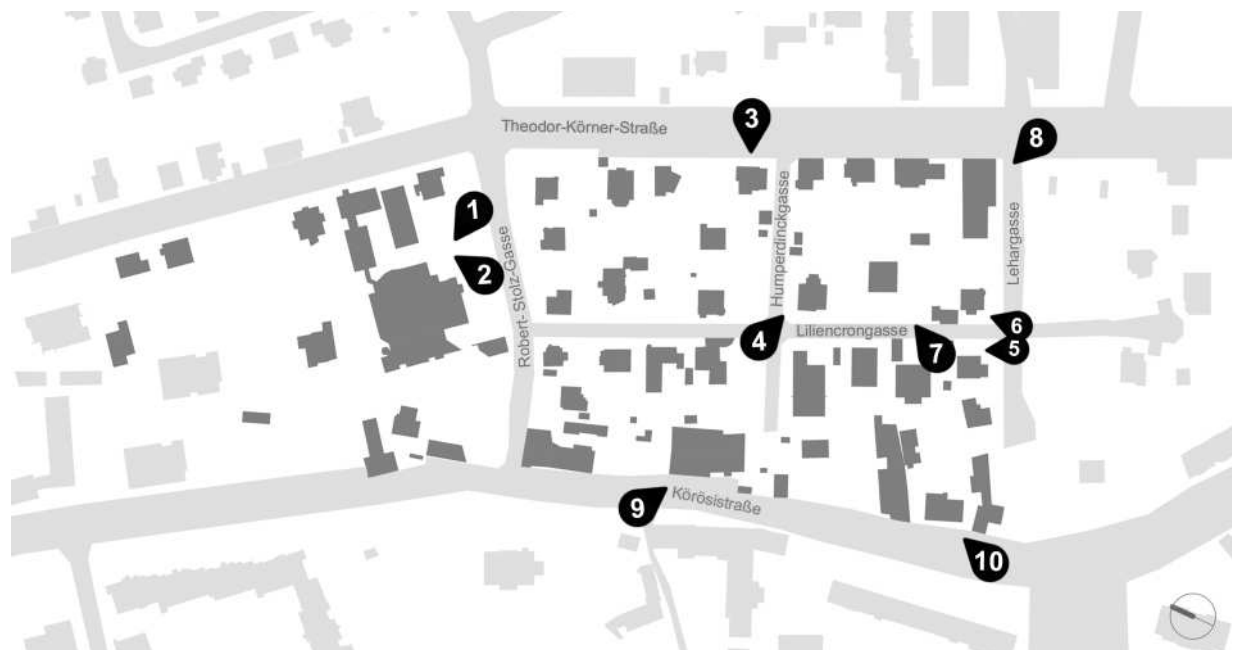 Theodor-Körner-Straße
3
8
1
2
Robert- Stolz-Gasse
Humperdinckgasse
Lehargasse
4
Liliencrongasse
7
6
5
9
Körösistraße
10